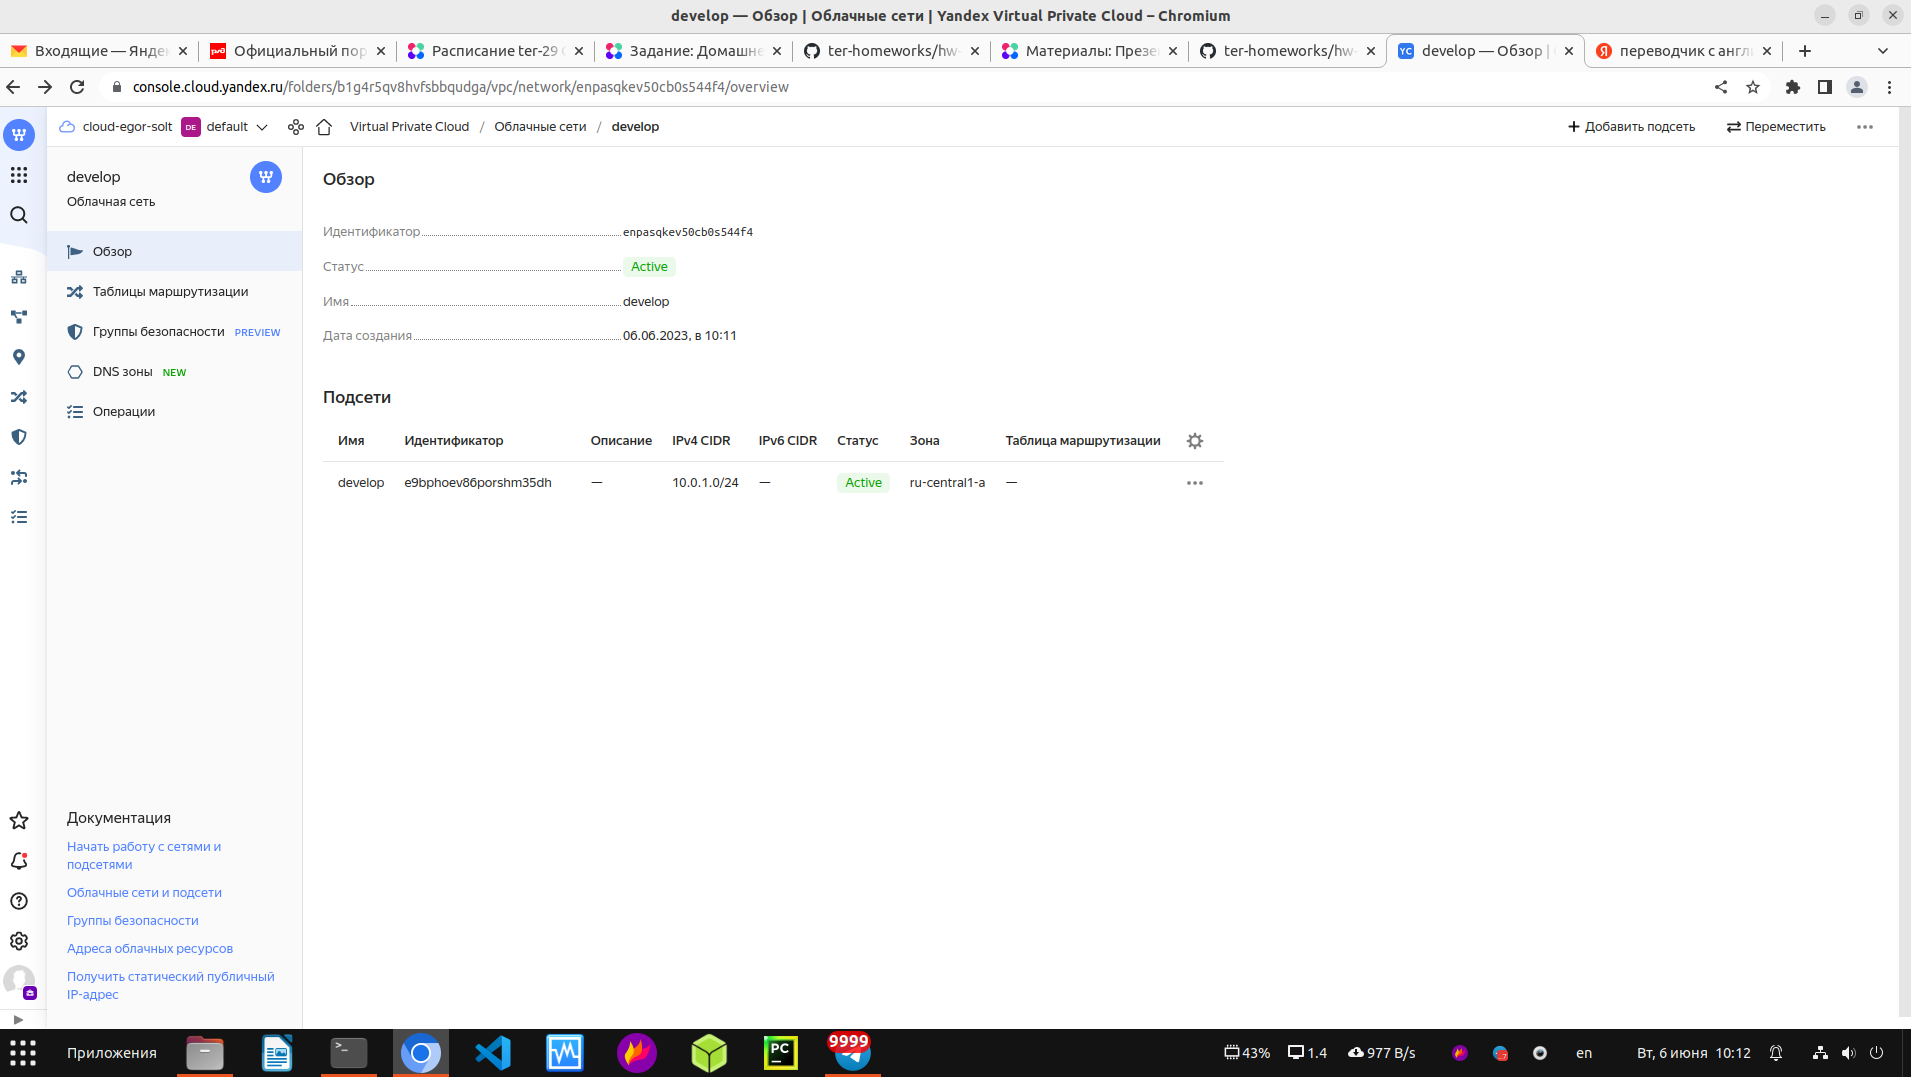 develop — Обзор | Облачные сети | Yandex Virtual Private Cloud – Chromium
Входящие — Яндек
Официальный пор
Расписание ter-29
Задание: Домашне
ter-homeworks/hw-
Материалы: Презе
ter-homeworks/hw-
develop — Обзор |
переводчик с англ
console.cloud.yandex.ru/folders/b1g4r5qv8hvfsbbqudga/vpc/network/enpasqkev50cb0s544f4/overview
cloud-egor-solt DE default Virtual Private Cloud / Облачные сети / develop
Добавить подсеть
Переместить
develop
Облачная сеть
Обзор
Таблицы маршрутизации
Группы безопасности PREVIEW
DNS зоны NEW
Операции
Документация
Начать работу с сетями и
подсетями
Облачные сети и подсети
Группы безопасности
Адреса облачных ресурсов
Получить статический публичный
IP-адрес
Обзор
Идентификатор enpasqkev50cb0s544f4
Статус Active
Имя develop
Дата создания 06.06.2023, в 10:11
Подсети
Имя Идентификатор Описание IPv4 CIDR IPv6 CIDR Статус Зона Таблица маршрутизации
develop e9bphoev86porshm35dh — 10.0.1.0/24 — Active ru-central1-a —
Приложения
PC
9999
43%
1.4
977 B/s
en
Вт, 6 июня 10:12